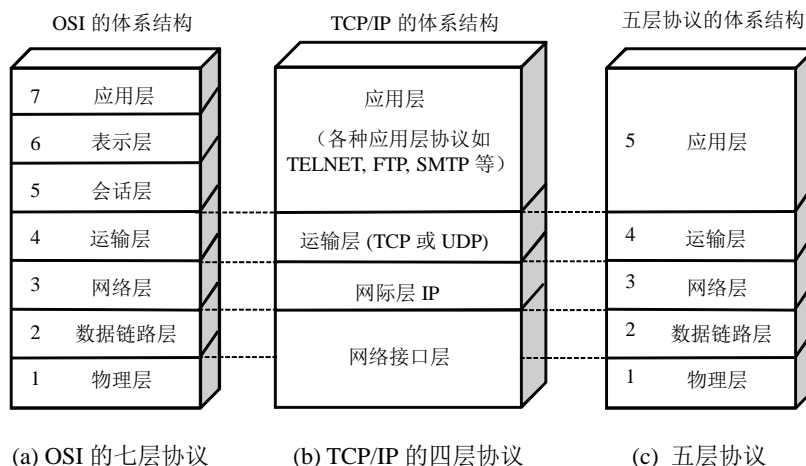 OSI 的体系结构
7 应用层
6 表示层
5 会话层
4 运输层
3 网络层
2 数据链路层
1 物理层
(a) OSI 的七层协议
TCP/IP 的体系结构
应用层
（各种应用层协议如
TELNET, FTP, SMTP 等）
运输层 (TCP 或 UDP)
网际层 IP
网络接口层
(b) TCP/IP 的四层协议
五层协议的体系结构
5 应用层
4 运输层
3 网络层
2 数据链路层
1 物理层
(c) 五层协议